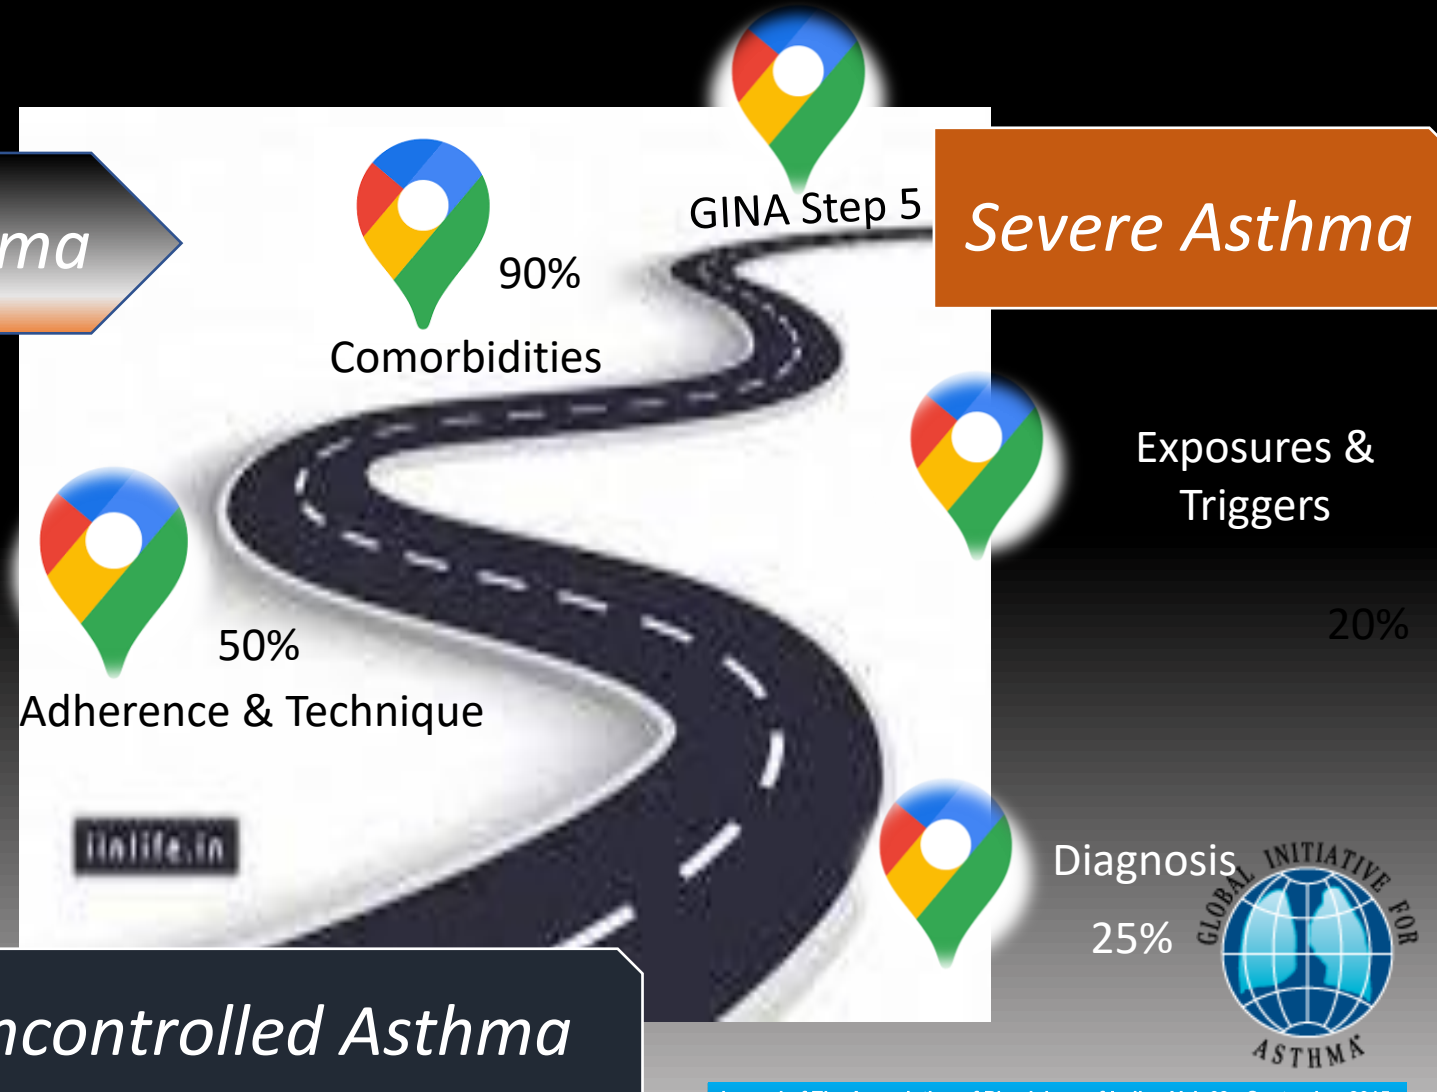 GINA Step 5
Severe Asthma
ma
90%
Comorbidities
Exposures &
Triggers
50%
20%
Adherence & Technique
iinlife.in
Diagnosis
25%
GLOBAL INITIATIVE FOR
ASTHMA
ncontrolled Asthma